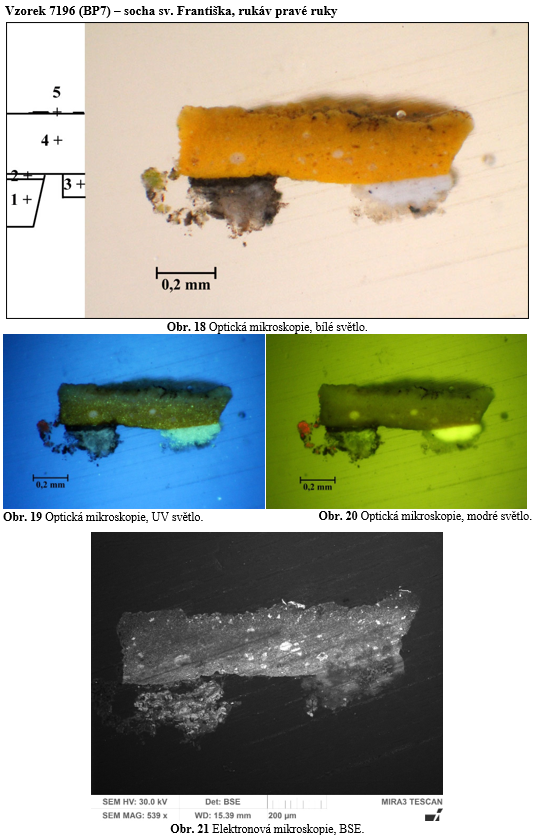 Vzorek 7196 (BP7) – socha sv. Františka, rukáv pravé ruky
5
+
4 +
2 +
3 +
1 +
0,2 mm
Obr. 18 Optická mikroskopie, bílé světlo.
0,2 mm
0,2 mm
Obr. 19 Optická mikroskopie, UV světlo.
Obr. 20 Optická mikroskopie, modré světlo.
SEM HV: 30.0 kV Det: BSE MIRA3 TESCAN
SEM MAG: 539 x WD: 15.39 mm 200 µm
Obr. 21 Elektronová mikroskopie, BSE.